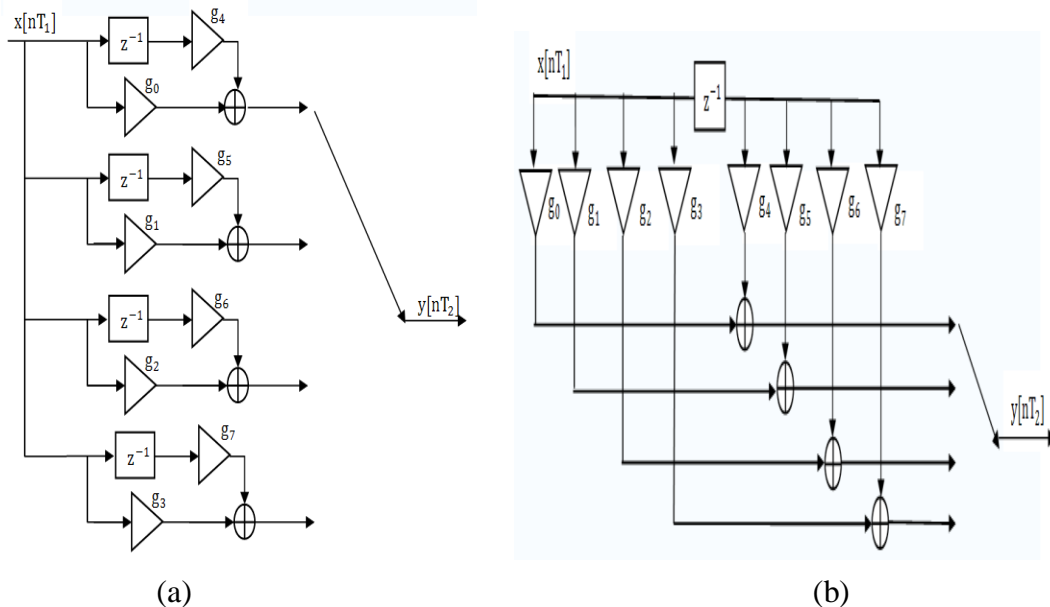 x[nT₁]
g₄
z⁻¹
g₀
g₅
z⁻¹
g₁
g₆
z⁻¹
g₂
y[nT₂]
g₇
z⁻¹
g₃
(a)
x[nT₁]
z⁻¹
g₀ g₁ g₂ g₃ g₄ g₅ g₆ g₇
y[nT₂]
(b)